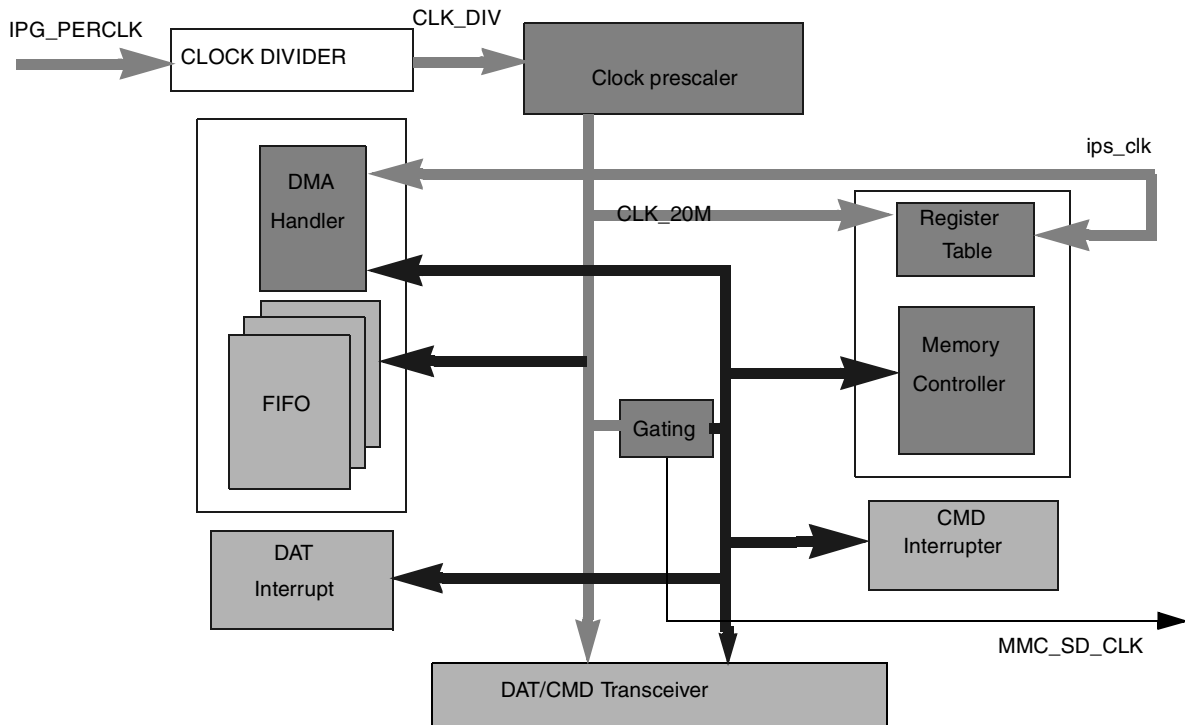 IPG_PERCLK
CLK_DIV
CLOCK DIVIDER
Clock prescaler
ips_clk
DMA
Handler
CLK_20M
Register
Table
Memory
Controller
FIFO
Gating
CMD
Interrupter
DAT
Interrupt
MMC_SD_CLK
DAT/CMD Transceiver